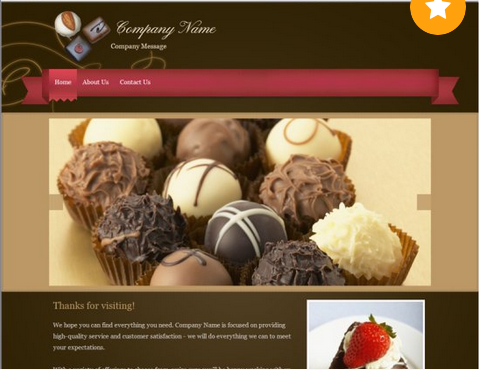 Company Name
Company Message
Home About Us Contact Us
Thanks for visiting!
We hope you can find everything you need. Company Name is focused on providing
high-quality service and customer satisfaction - we will do everything we can to meet
your expectations.